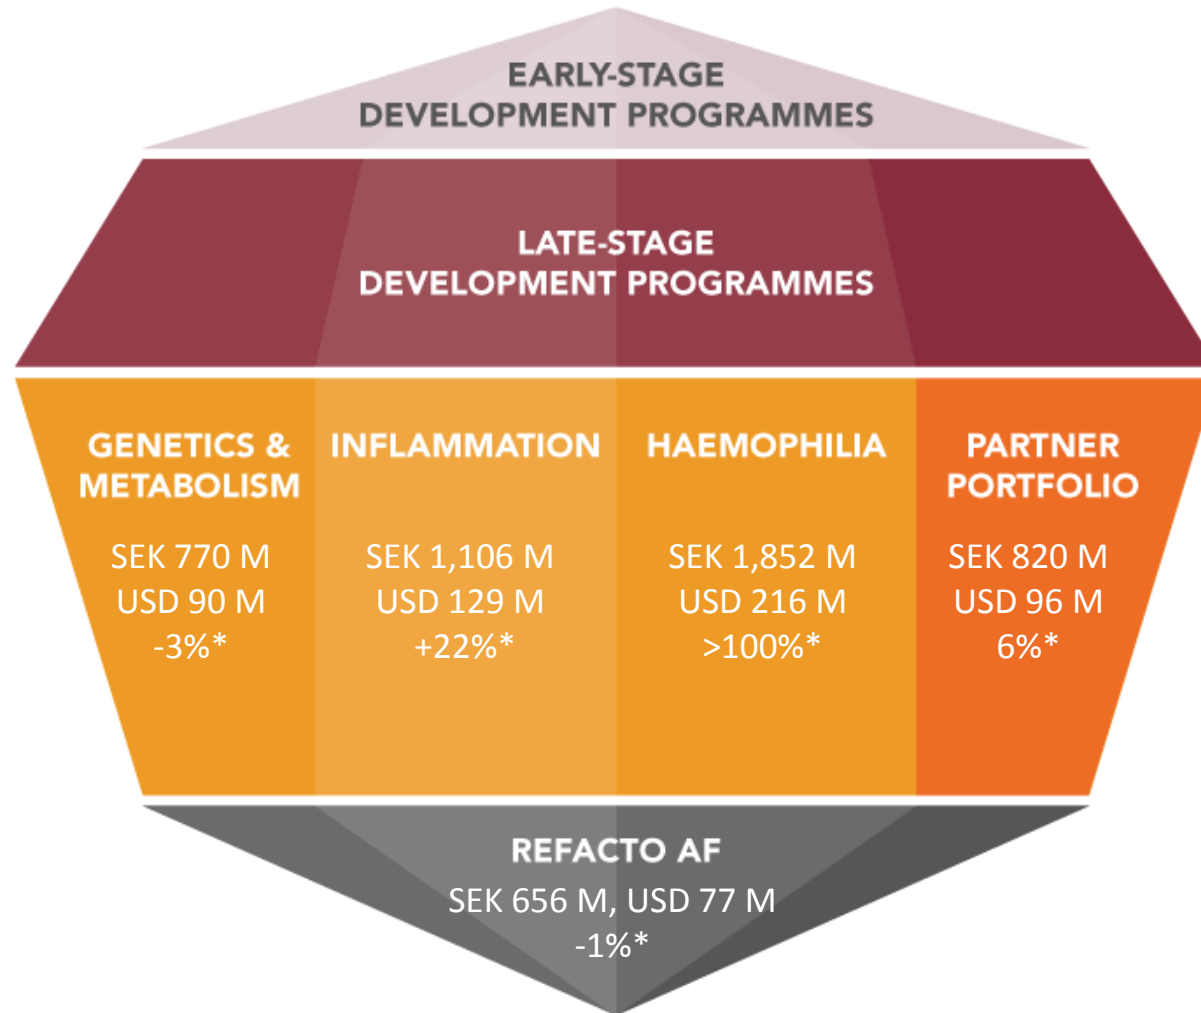 EARLY-STAGE
DEVELOPMENT PROGRAMMES
LATE-STAGE
DEVELOPMENT PROGRAMMES
GENETICS &
METABOLISM
SEK 770 M
USD 90 M
-3%*
INFLAMMATION
SEK 1,106 M
USD 129 M
+22%*
HAEMOPHILIA
SEK 1,852 M
USD 216 M
>100%*
PARTNER
PORTFOLIO
SEK 820 M
USD 96 M
6%*
REFACTO AF
SEK 656 M, USD 77 M
-1%*